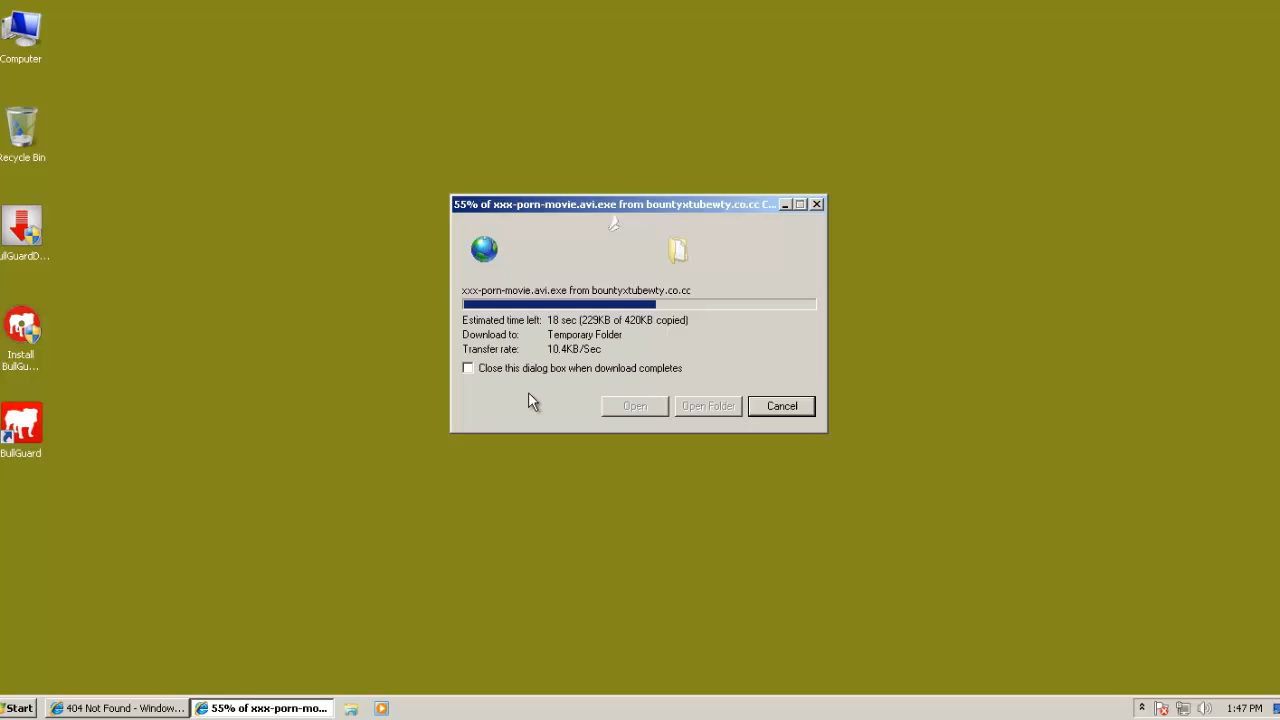 Computer
Recycle Bin
ullGuardD...
Install
BullGu...
BullGuard
55% of xxx-porn-movie.avi.exe from bountyxtubewty.co.cc C...
xxx-porn-movie.avi.exe from bountyxtubewty.co.cc
Estimated time left: 18 sec (229KB of 420KB copied)
Download to: Temporary Folder
Transfer rate: 10.4KB/Sec
Close this dialog box when download completes
Open
Open Folder
Cancel
Start
404 Not Found - Window...
55% of xxx-porn-mo...
1:47 PM